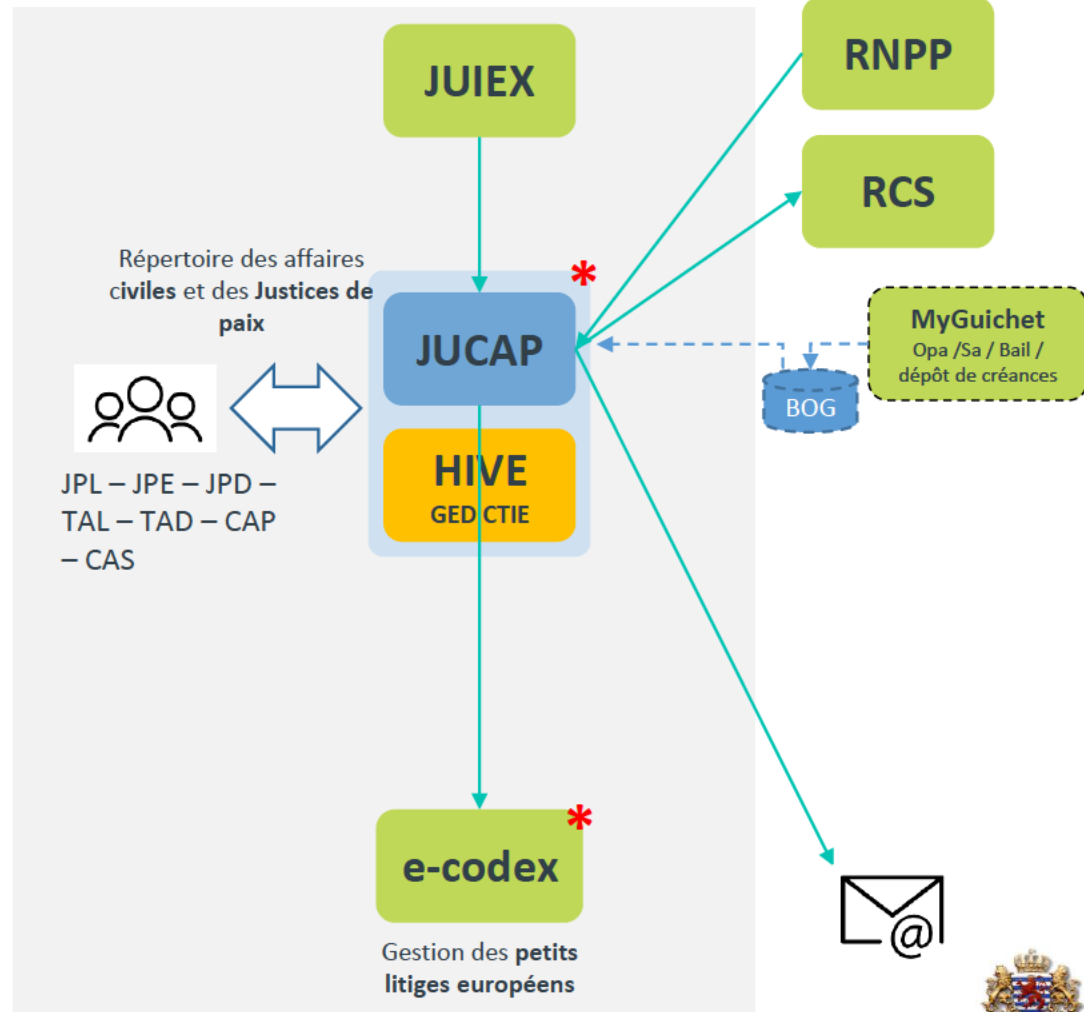 JUIEX
RNPP
RCS
Répertoire des affaires
civiles et des Justices de
paix
*
JUCAP
MyGuichet
Opa /Sa / Bail /
dépôt de créances
BOG
HIVE
GED CTIE
JPL – JPE – JPD –
TAL – TAD – CAP
– CAS
*
e-codex
Gestion des petits
litiges européens
@